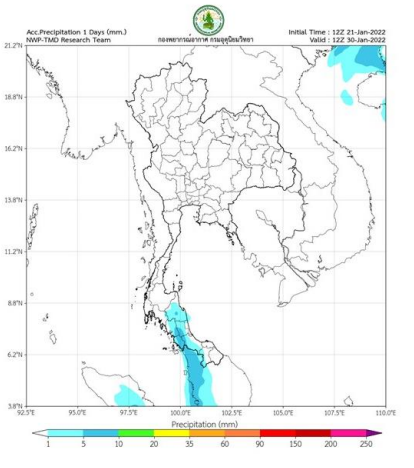 Acc.Precipitation 1 Days (mm.)
NWP-TMD Research Team
กองพยากรณ์อากาศ กรมอุตุนิยมวิทยา
Initial Time : 12Z 21-Jan-2022
Valid : 12Z 30-Jan-2022
21.2°N
18.8°N
16.2°N
13.8°N
11.2°N
8.8°N
6.2°N
3.8°N
92.5°E 95.0°E 97.5°E 100.0°E 102.5°E 105.0°E 107.5°E 110.0°E
Precipitation (mm)
1 5 10 20 35 60 90 150 200 250